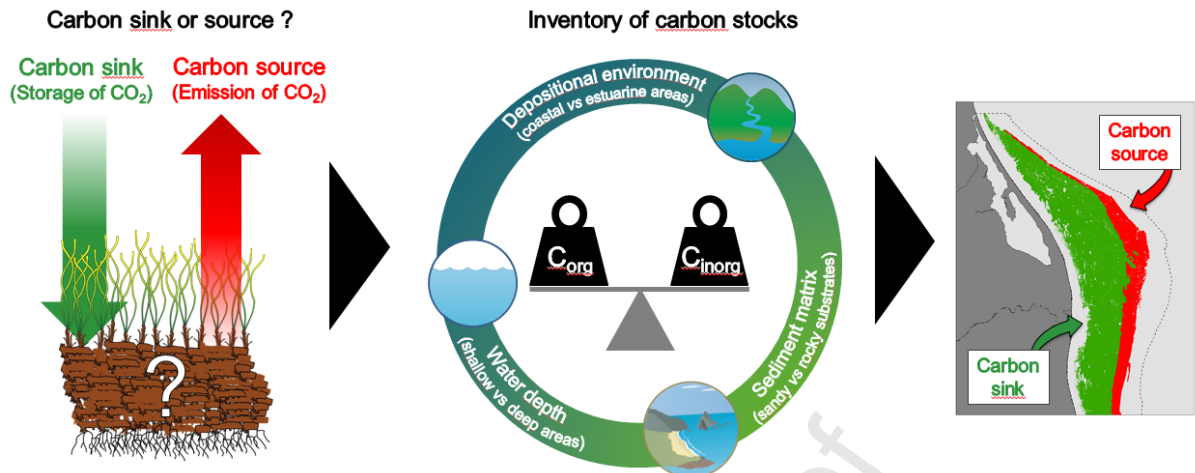 Carbon sink or source ?
Carbon sink
(Storage of CO₂)
Carbon source
(Emission of CO₂)
?
Inventory of carbon stocks
Depositional environment
(coastal vs estuarine areas)
Corg
Cinorg
Water depth
(shallow vs deep areas)
Sediment matrix
(sandy vs rocky substrates)
Carbon
source
Carbon
sink